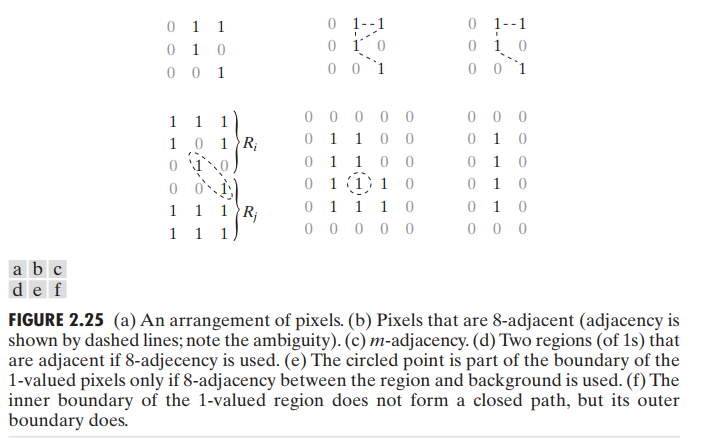 0 1 1
0 1 0
0 0 1
0 1--1
0 1 0
0 0 1
0 1--1
0 1 0
0 0 1
1 1 1
1 0 1 Ri
0 1 0
0 0 1
1 1 1 Rj
1 1 1
0 0 0 0 0
0 1 1 0 0
0 1 1 0 0
0 1 1 1 0
0 1 1 1 0
0 0 0 0 0
0 0 0
0 1 0
0 1 0
0 1 0
0 1 0
0 0 0
a b c
d e f
FIGURE 2.25 (a) An arrangement of pixels. (b) Pixels that are 8-adjacent (adjacency is
shown by dashed lines; note the ambiguity). (c) m-adjacency. (d) Two regions (of 1s) that
are adjacent if 8-adjecency is used. (e) The circled point is part of the boundary of the
1-valued pixels only if 8-adjacency between the region and background is used. (f) The
inner boundary of the 1-valued region does not form a closed path, but its outer
boundary does.